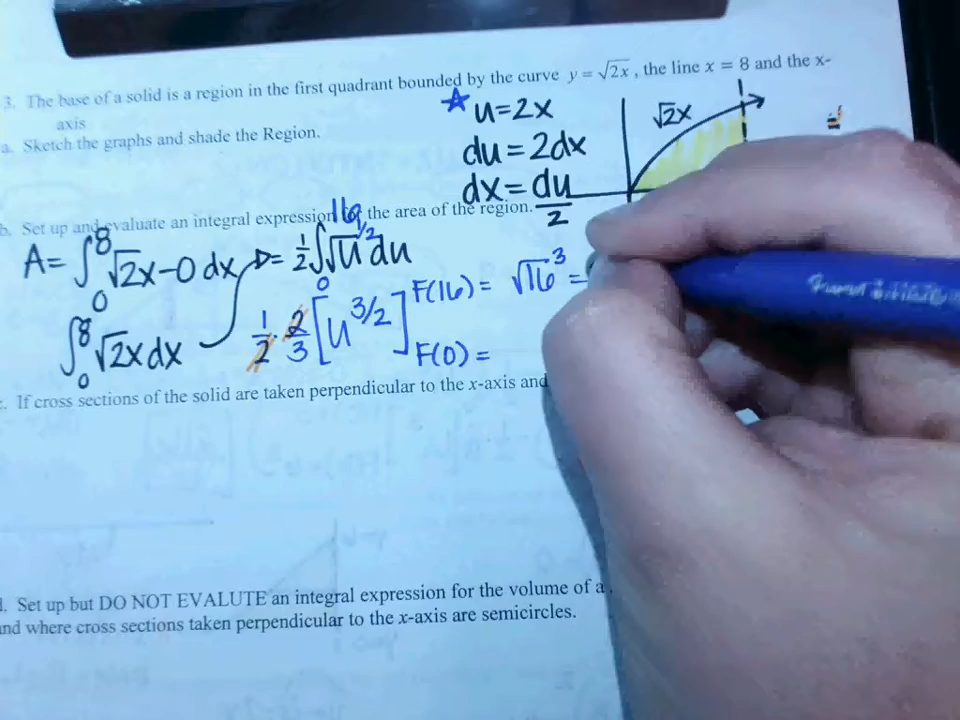 3. The base of a solid is a region in the first quadrant bounded by the curve y = √2x, the line x = 8 and the x-
axis
a. Sketch the graphs and shade the Region.
☆ u = 2x
du = 2dx
dx = du/2
√2x
b. Set up and evaluate an integral expression for the area of the region.
A = ∫₀⁸ √2x - 0 dx → = 1/2 ∫₀¹⁶ √u^1/2 du
∫₀⁸ √2x dx
1/2 · 2/3 [u^3/2] F(16) = √16³ =
F(0) =
. If cross sections of the solid are taken perpendicular to the x-axis and
d. Set up but DO NOT EVALUTE an integral expression for the volume of a
and where cross sections taken perpendicular to the x-axis are semicircles.